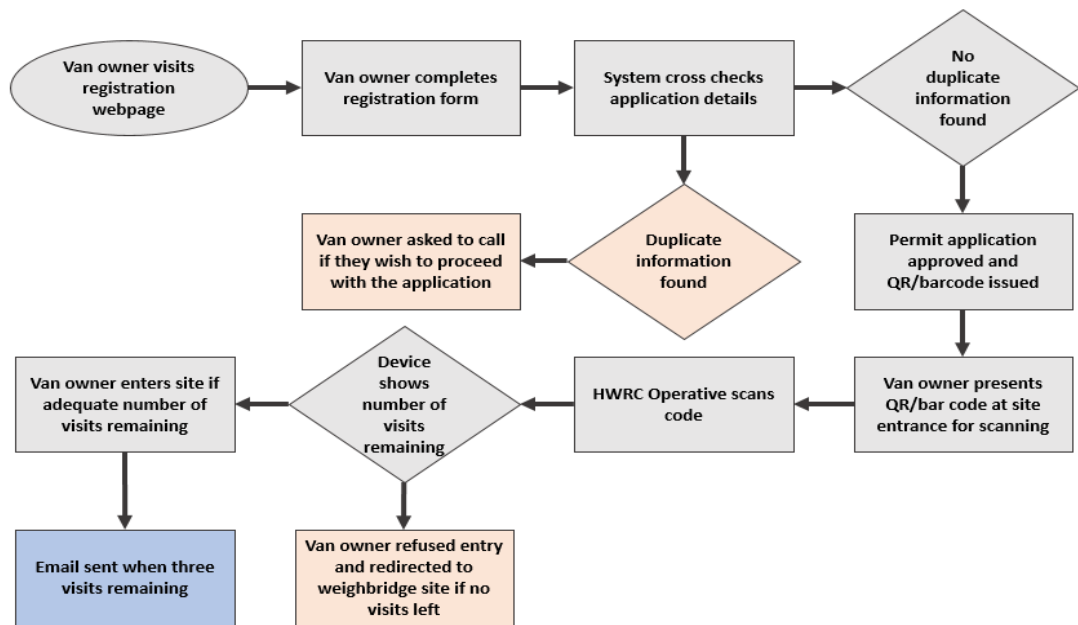 Van owner visits
registration
webpage
Van owner completes
registration form
System cross checks
application details
No
duplicate
information
found
Van owner asked to call
if they wish to proceed
with the application
Duplicate
information
found
Permit application
approved and
QR/barcode issued
Van owner enters site if
adequate number of
visits remaining
Device
shows
number of
visits
remaining
HWRC Operative scans
code
Van owner presents
QR/bar code at site
entrance for scanning
Email sent when three
visits remaining
Van owner refused entry
and redirected to
weighbridge site if no
visits left